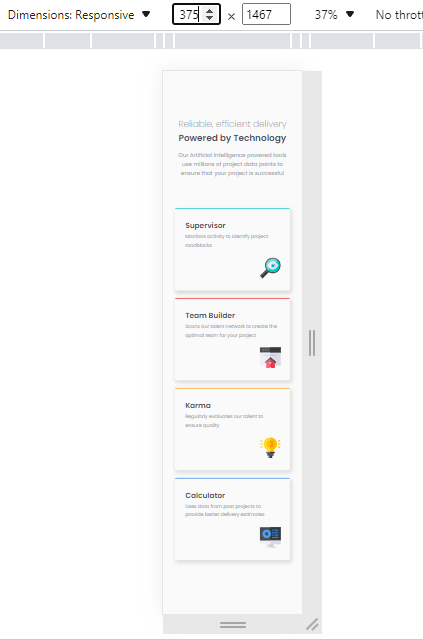 Dimensions: Responsive 375 × 1467 37% No thrott
Reliable, efficient delivery
Powered by Technology
Our Artificial Intelligence powered tools
use millions of project data points to
ensure that your project is successful
Supervisor
Monitors activity to identify project
roadblocks
Team Builder
Scans our talent network to create the
optimal team for your project
Karma
Regularly evaluates our talent to
ensure quality
Calculator
Uses data from past projects to
provide better delivery estimates